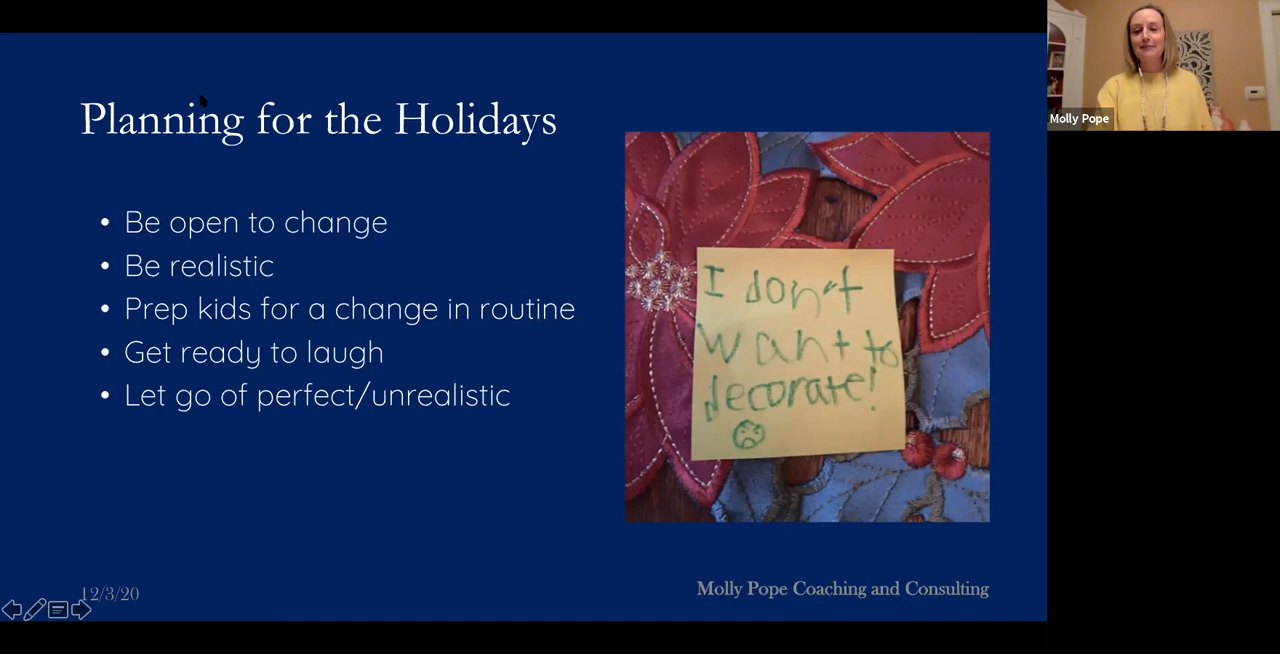 Planning for the Holidays
• Be open to change
• Be realistic
• Prep kids for a change in routine
• Get ready to laugh
• Let go of perfect/unrealistic
I don't
want to
decorate!
12/3/20
Molly Pope Coaching and Consulting
Molly Pope